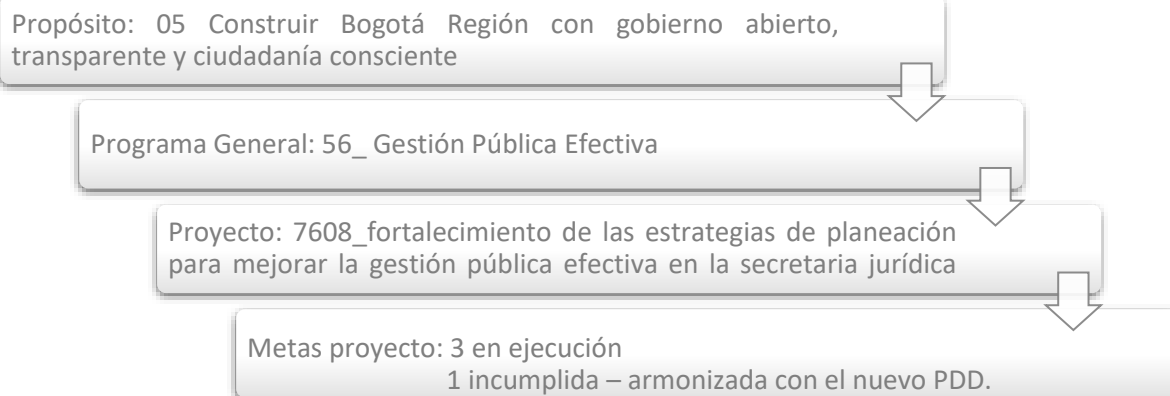 Propósito: 05 Construir Bogotá Región con gobierno abierto,
transparente y ciudadanía consciente
Programa General: 56_ Gestión Pública Efectiva
Proyecto: 7608_fortalecimiento de las estrategias de planeación
para mejorar la gestión pública efectiva en la secretaria jurídica
Metas proyecto: 3 en ejecución
1 incumplida – armonizada con el nuevo PDD.